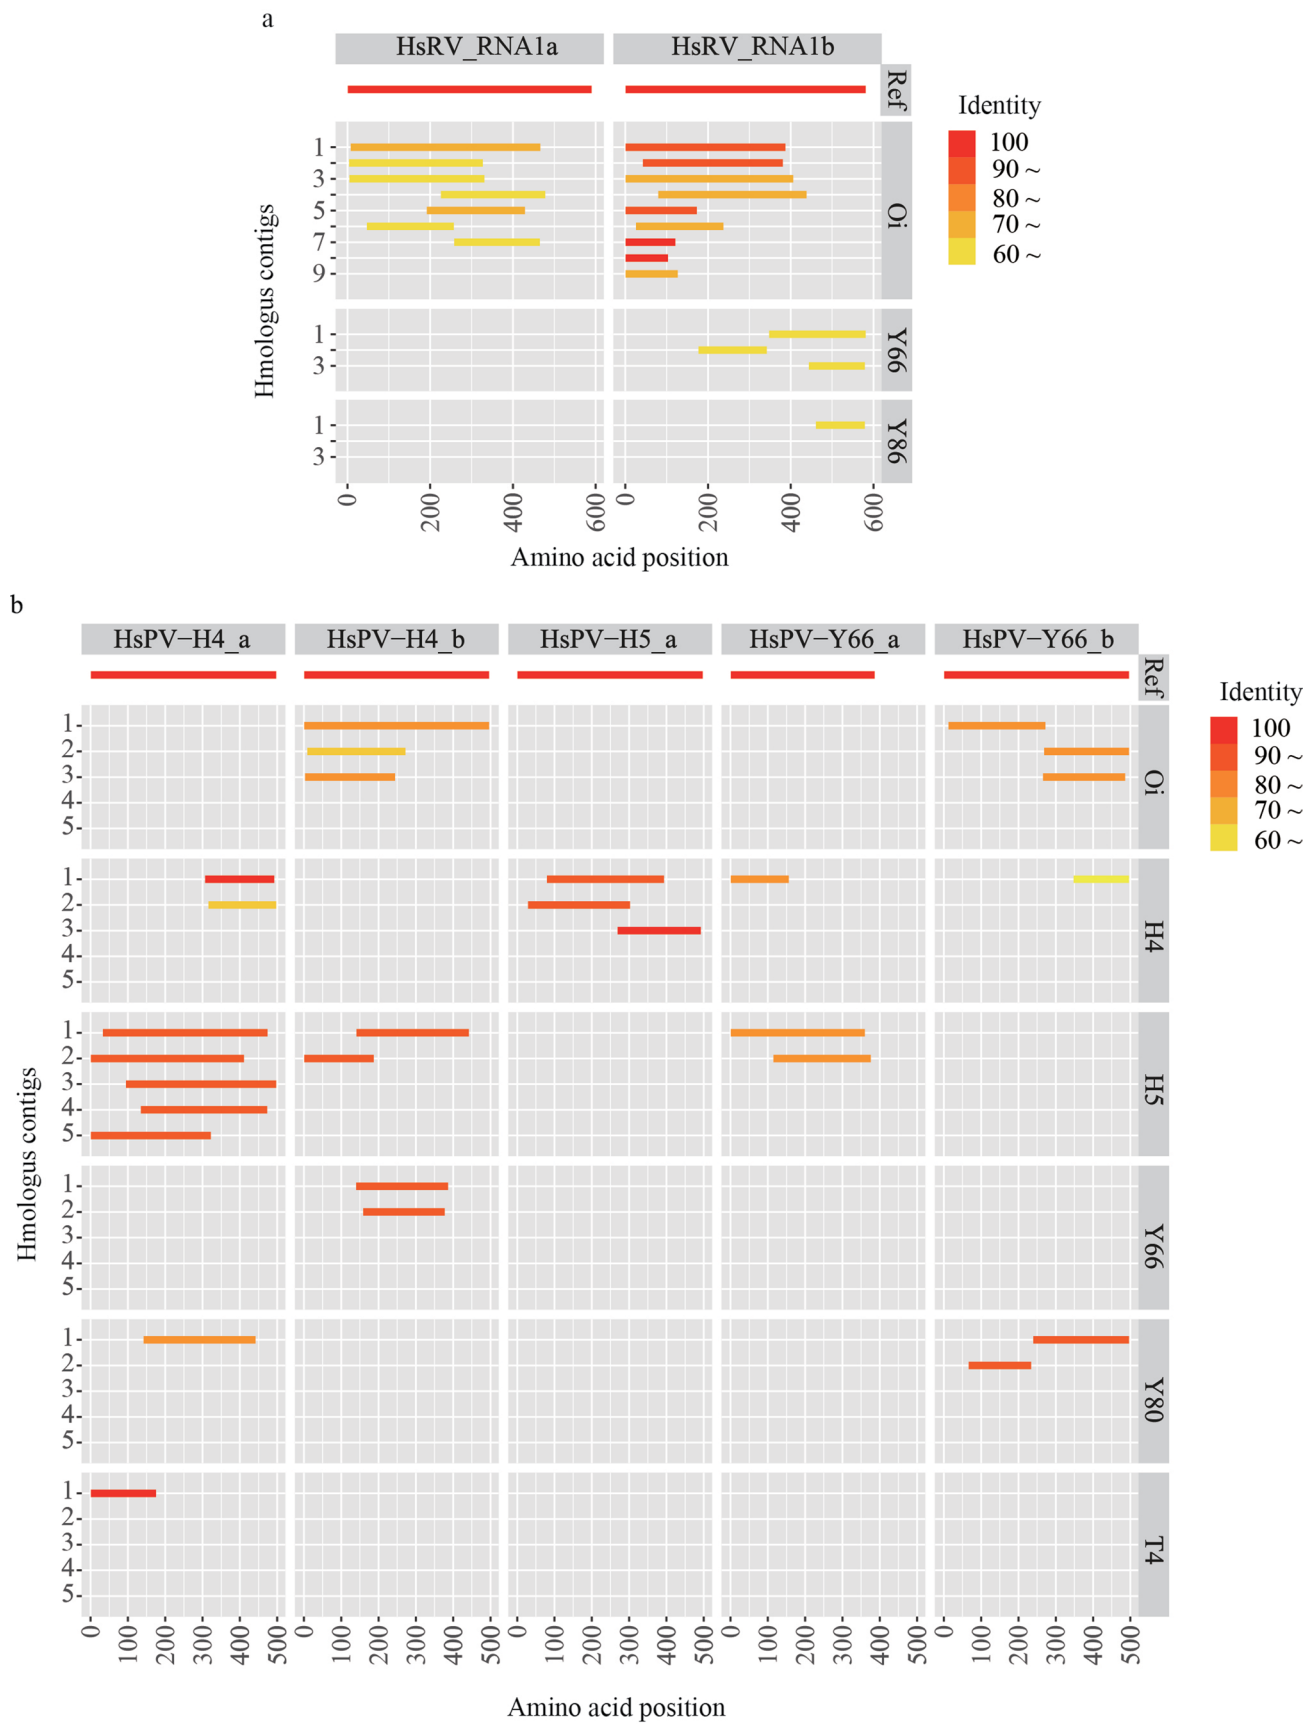 a
HsRV_RNA1a HsRV_RNA1b
Ref
Identity
100
90 ~
80 ~
70 ~
60 ~
Hmologus contigs
1
3
5
7
9
Oi
1
3
Y66
1
3
Y86
0 200 400 600 0 200 400 600
Amino acid position
b
HsPV−H4_a HsPV−H4_b HsPV−H5_a HsPV−Y66_a HsPV−Y66_b
Ref
Identity
100
90 ~
80 ~
70 ~
60 ~
Hmologus contigs
1
2
3
4
5
Oi
1
2
3
4
5
H4
1
2
3
4
5
H5
1
2
3
4
5
Y66
1
2
3
4
5
Y80
1
2
3
4
5
T4
0 100 200 300 400 500 0 100 200 300 400 500 0 100 200 300 400 500 0 100 200 300 400 500 0 100 200 300 400 500
Amino acid position